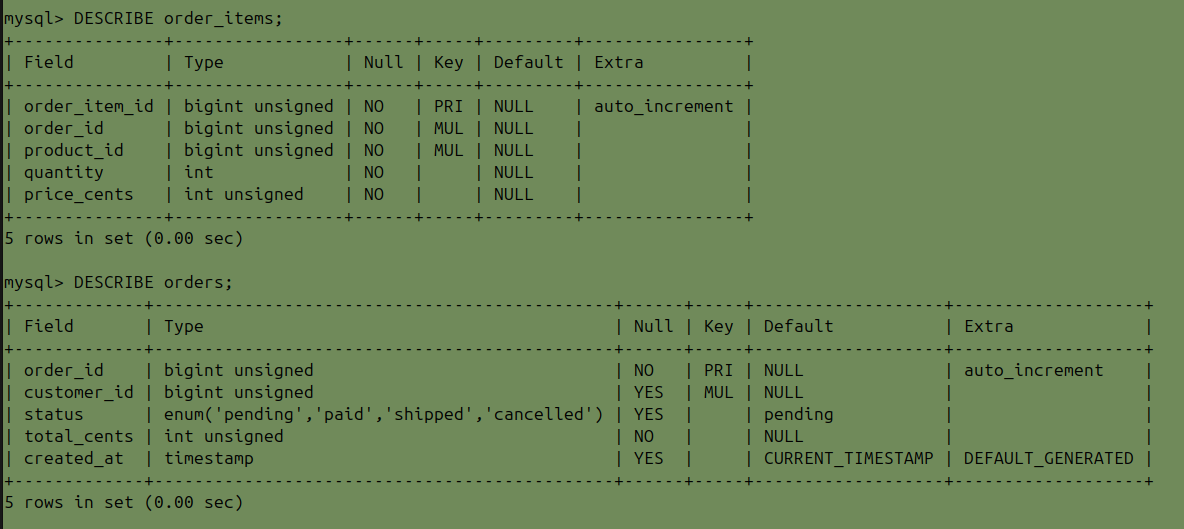 mysql> DESCRIBE order_items;
+---------------+-----------------+------+-----+---------+----------------+
| Field         | Type            | Null | Key | Default | Extra          |
+---------------+-----------------+------+-----+---------+----------------+
| order_item_id | bigint unsigned | NO   | PRI | NULL    | auto_increment |
| order_id      | bigint unsigned | NO   | MUL | NULL    |                |
| product_id    | bigint unsigned | NO   | MUL | NULL    |                |
| quantity      | int             | NO   |     | NULL    |                |
| price_cents   | int unsigned    | NO   |     | NULL    |                |
+---------------+-----------------+------+-----+---------+----------------+
5 rows in set (0.00 sec)

mysql> DESCRIBE orders;
+-------------+----------------------------------------------+------+-----+-------------------+-------------------+
| Field       | Type                                         | Null | Key | Default           | Extra             |
+-------------+----------------------------------------------+------+-----+-------------------+-------------------+
| order_id    | bigint unsigned                              | NO   | PRI | NULL              | auto_increment    |
| customer_id | bigint unsigned                              | YES  | MUL | NULL              |                   |
| status      | enum('pending','paid','shipped','cancelled') | YES  |     | pending           |                   |
| total_cents | int unsigned                                 | NO   |     | NULL              |                   |
| created_at  | timestamp                                    | YES  |     | CURRENT_TIMESTAMP | DEFAULT_GENERATED |
+-------------+----------------------------------------------+------+-----+-------------------+-------------------+
5 rows in set (0.00 sec)